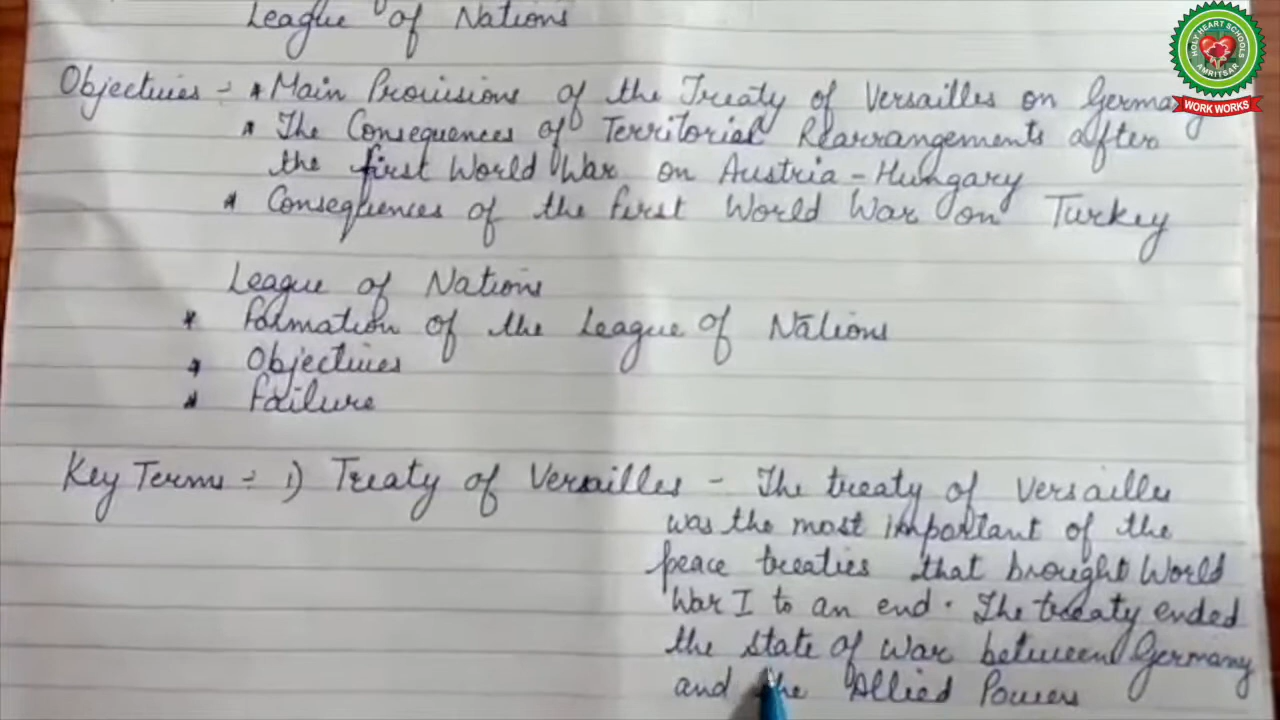 League of Nations
Objectives :- * Main Provisions of the Treaty of Versailles on Germany
* The Consequences of Territorial Rearrangements after
the first World War on Austria-Hungary
* Consequences of the first World War on Turkey
League of Nations
* Formation of the League of Nations
* Objectives
* Failure
Key Terms :- 1) Treaty of Versailles - The treaty of Versailles
was the most important of the
peace treaties that brought World
War I to an end. The treaty ended
the state of war between Germany
and the Allied Powers
HOLY HEART SCHOOLS
AMRITSAR
WORK WORKS